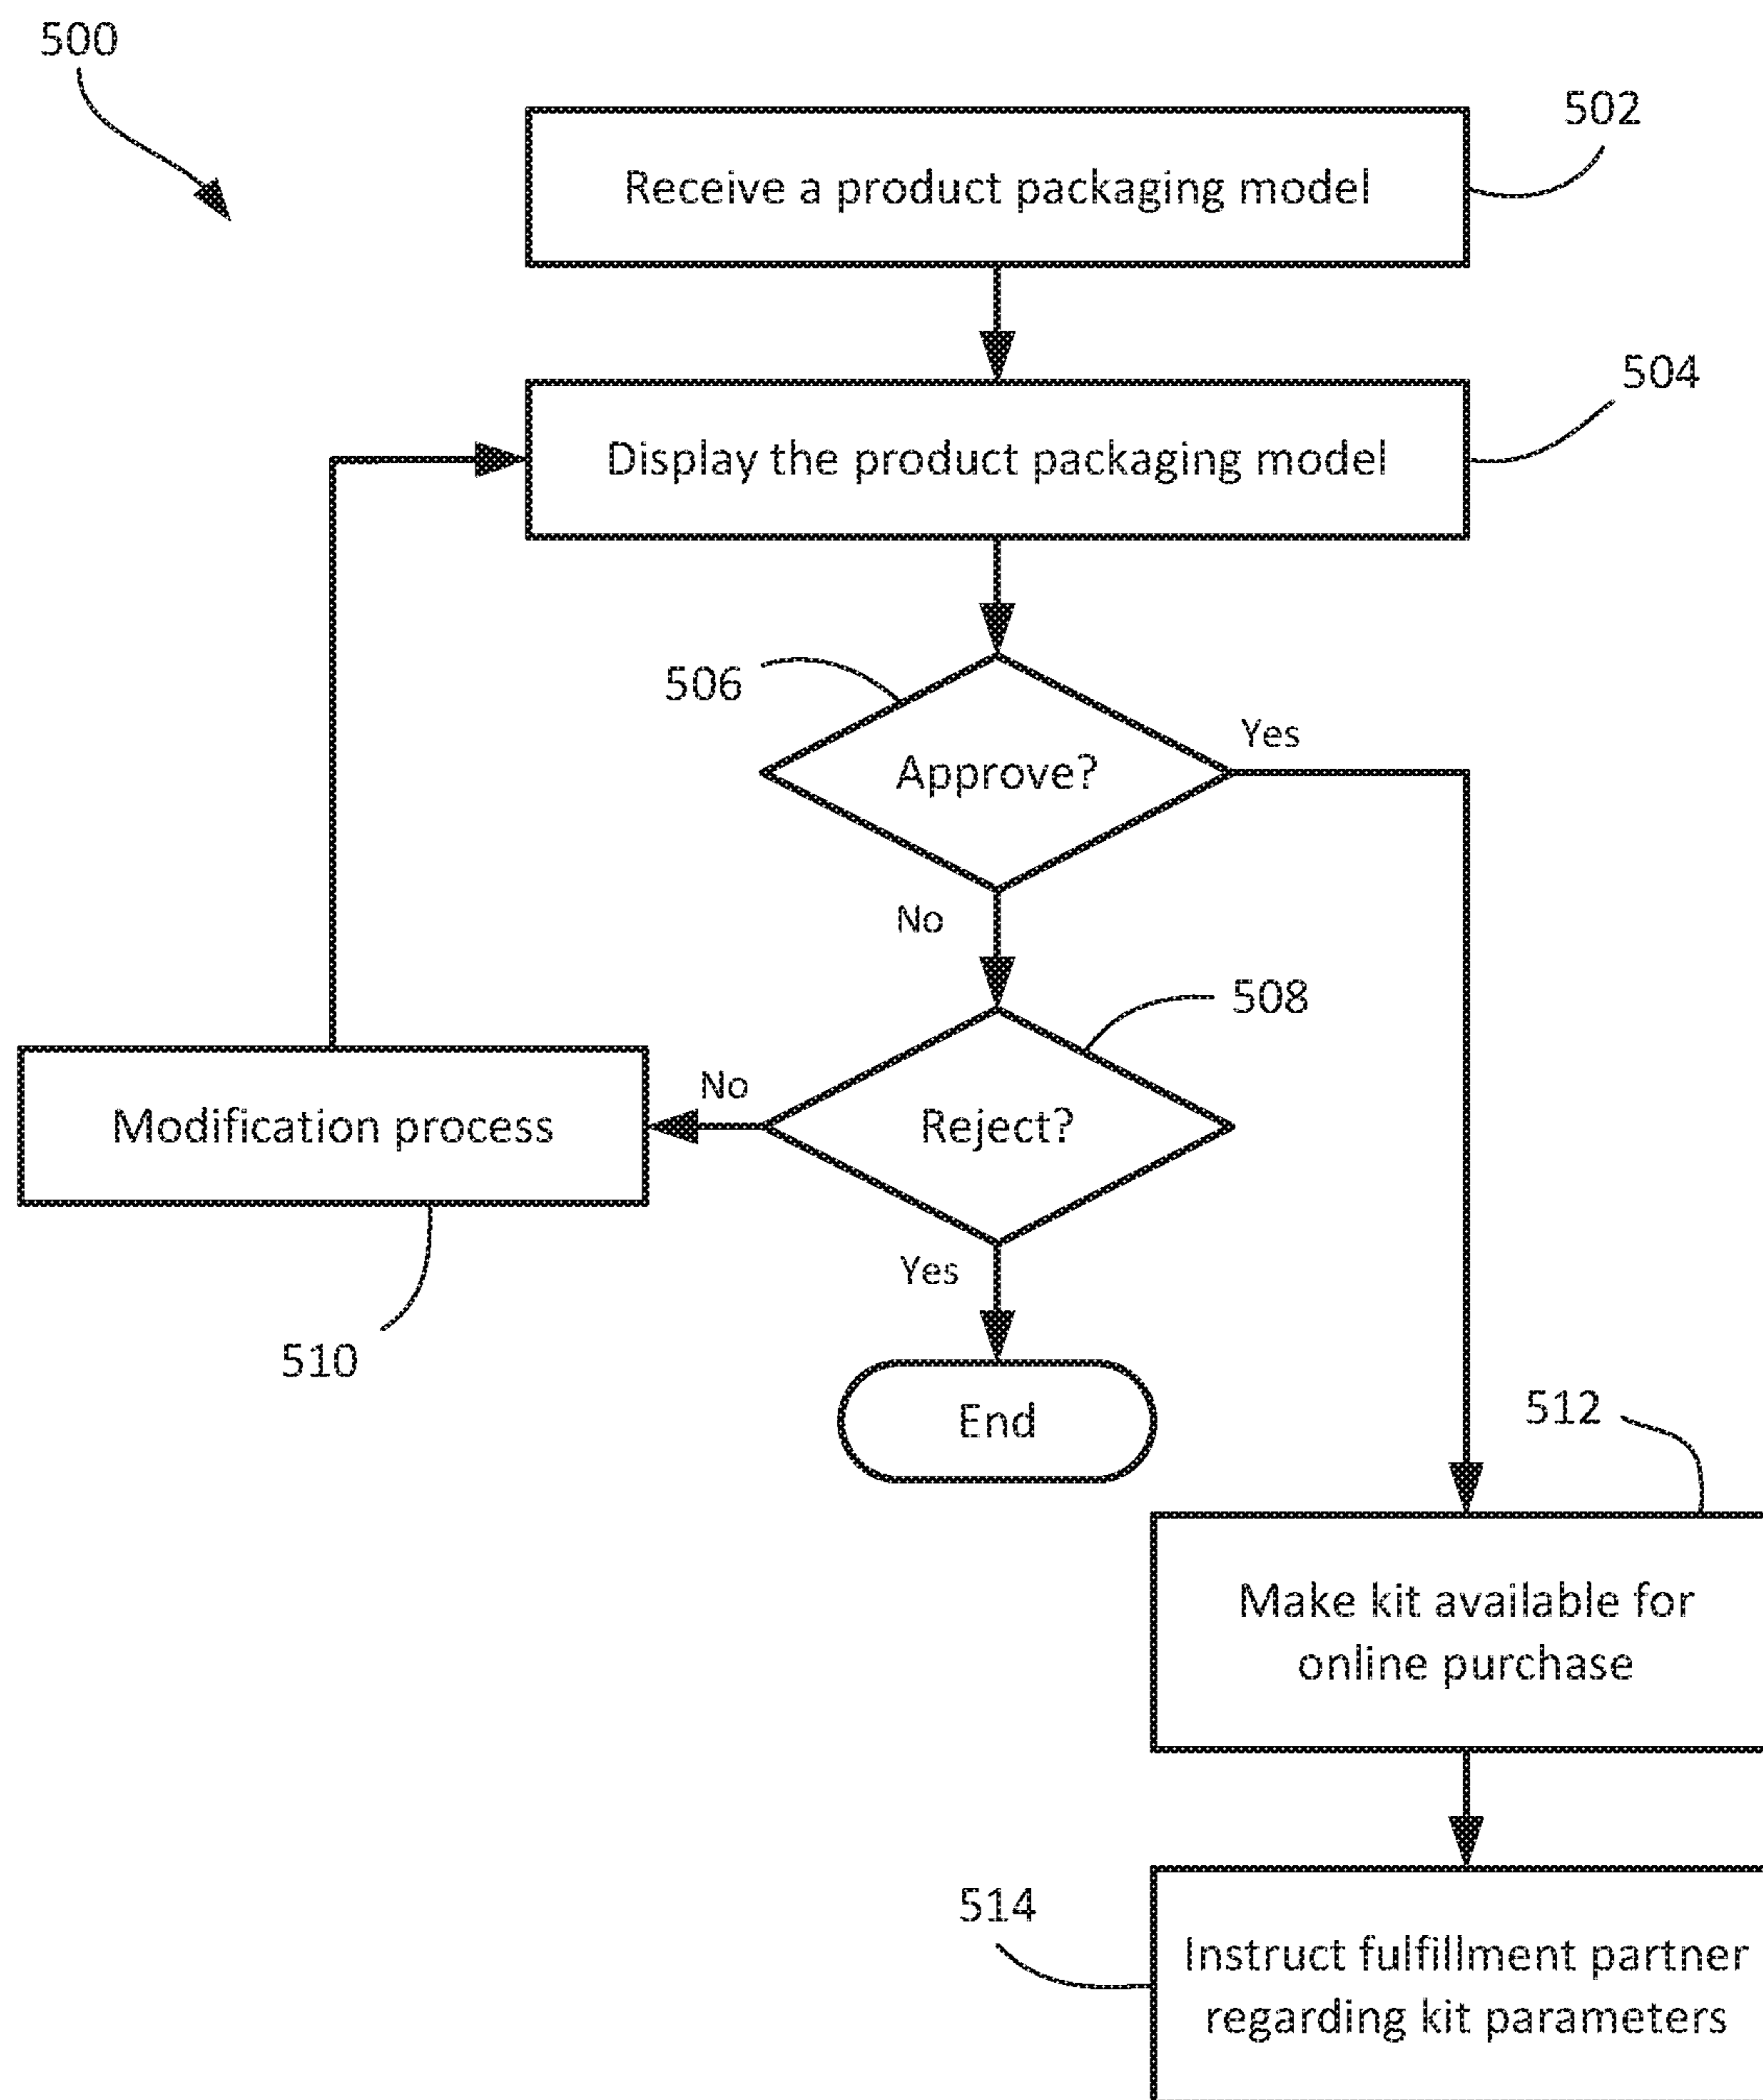 500
502
Receive a product packaging model
504
Display the product packaging model
506
Yes
Approve?
No
508
No
Modification process
Reject?
Yes
510
End
512
Make kit available for
online purchase
514
Instruct fulfillment partner
regarding kit parameters